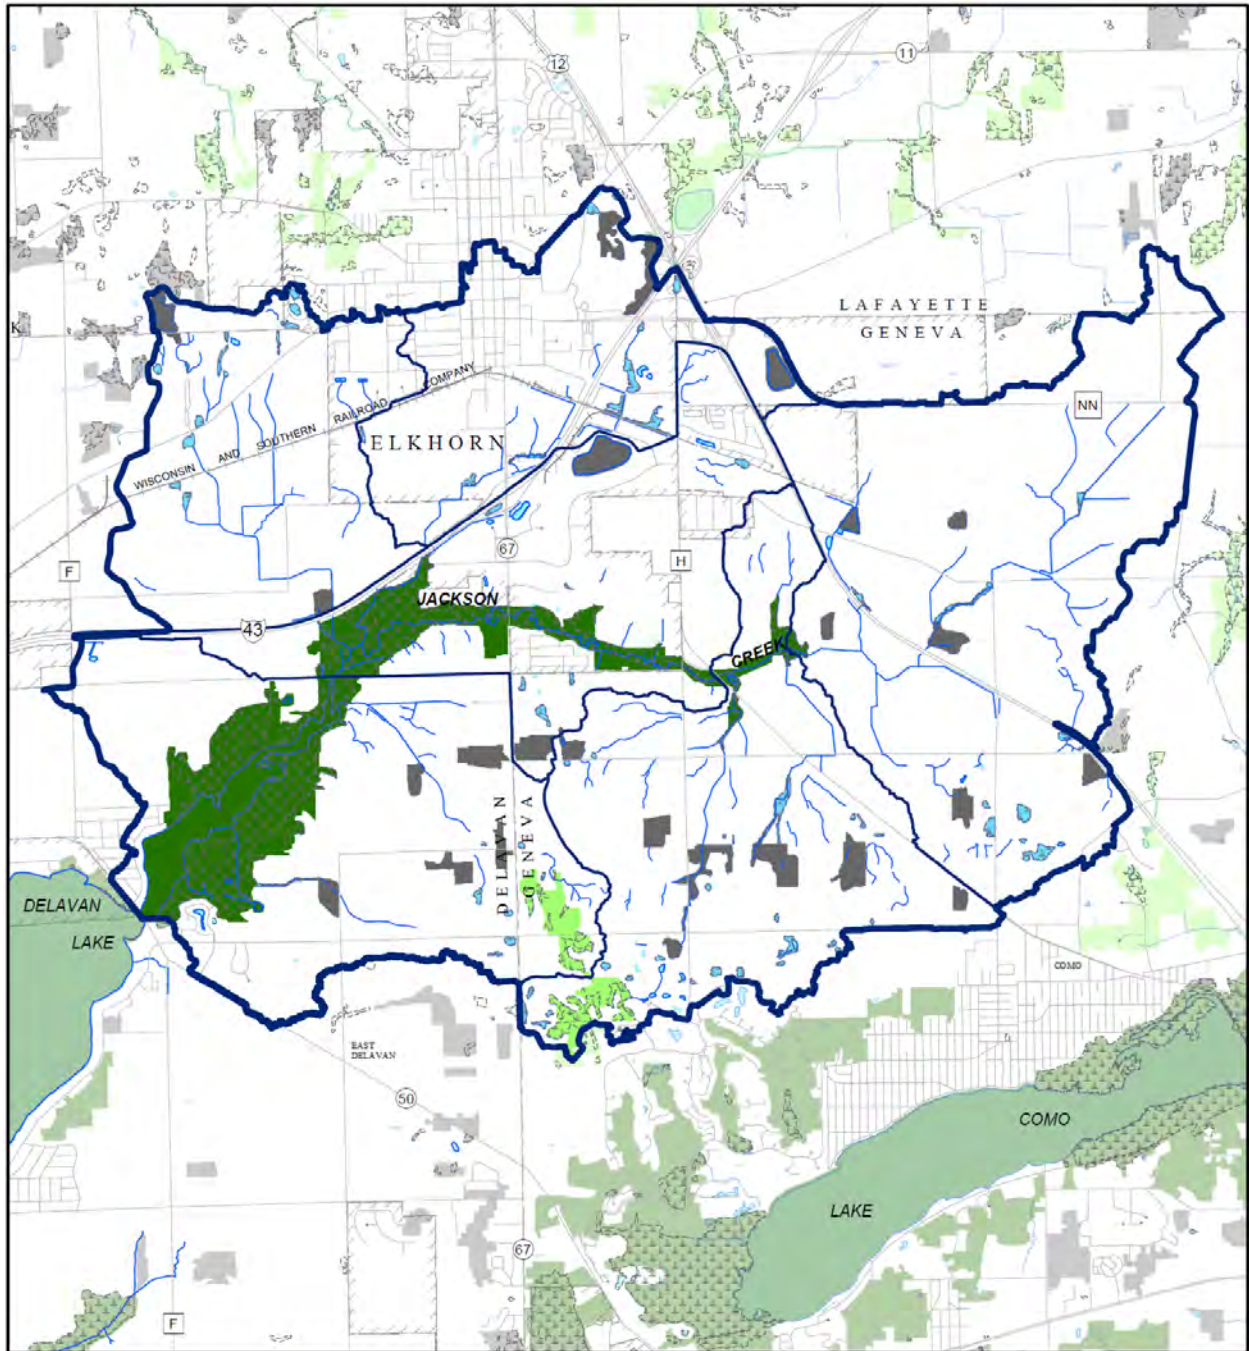 12
11
LAFAYETTE
GENEVA
K
NN
WISCONSIN AND SOUTHERN RAILROAD COMPANY
ELKHORN
67
H
F
JACKSON
43
CREEK
DELAVAN
GENEVA
DELAVAN
LAKE
COMO
EAST
DELAVAN
50
COMO
LAKE
67
F